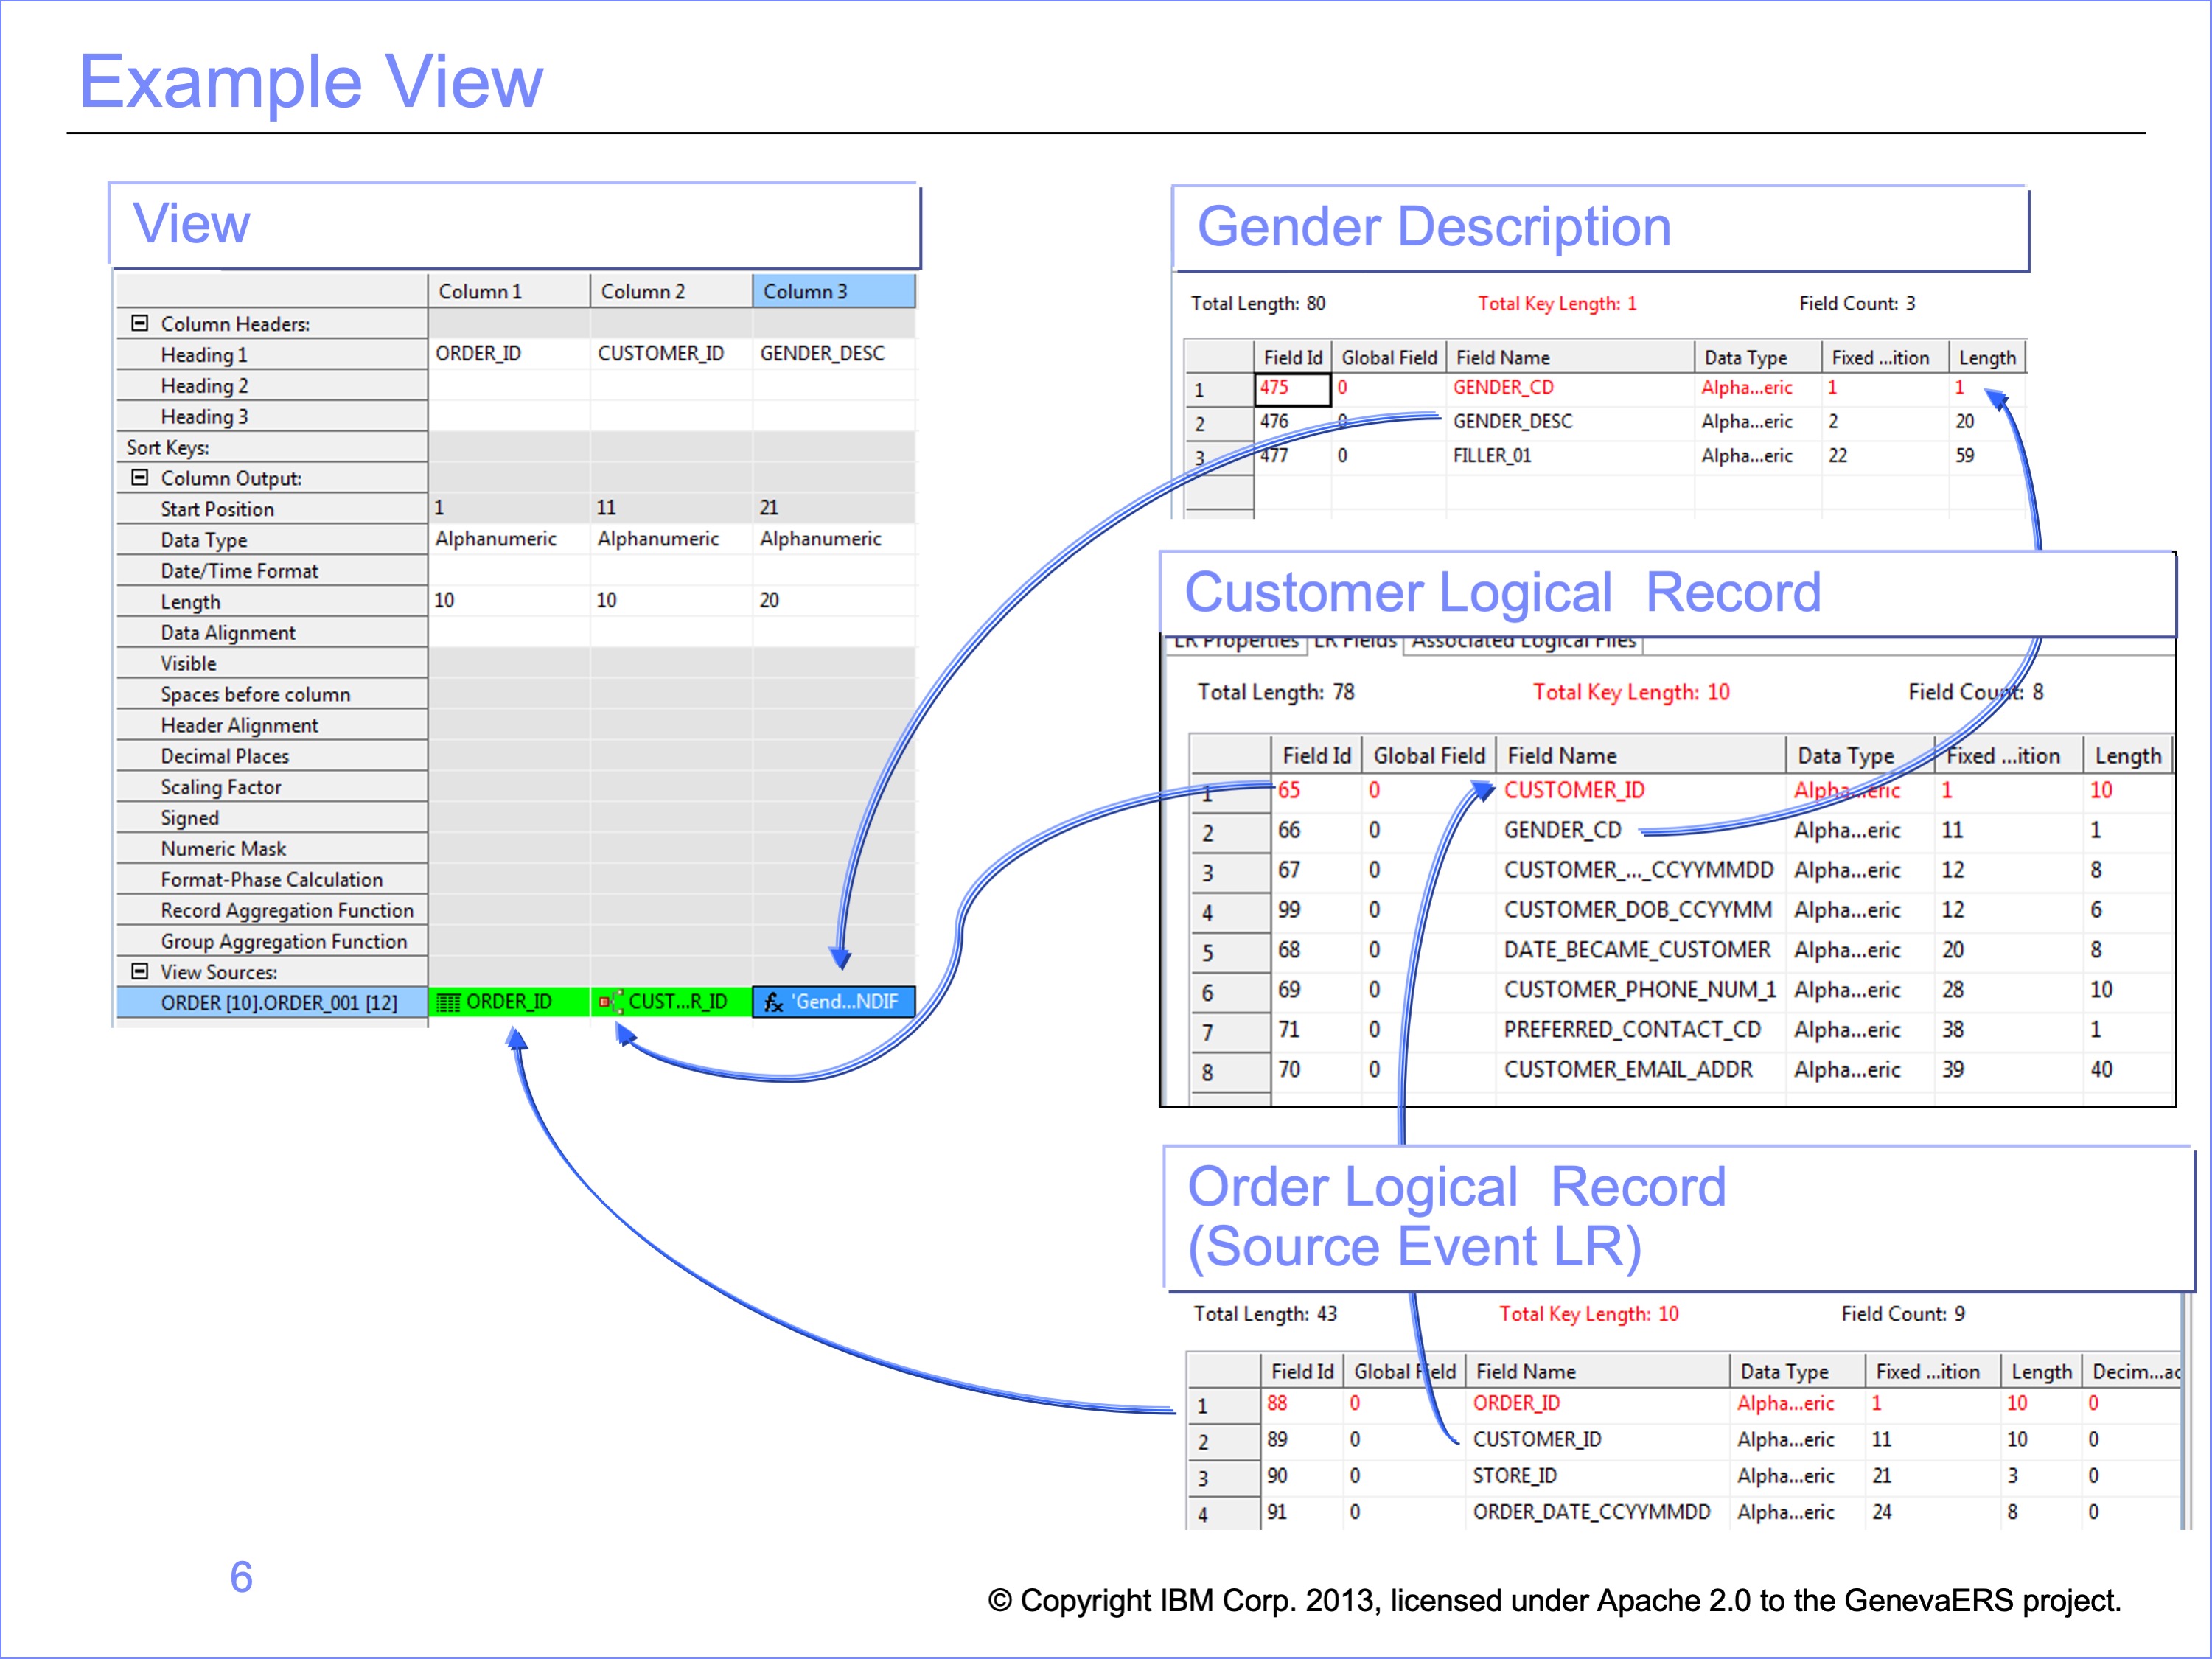 Example View
View
Column 1 Column 2 Column 3
Column Headers:
Heading 1 ORDER_ID CUSTOMER_ID GENDER_DESC
Heading 2
Heading 3
Sort Keys:
Column Output:
Start Position 1 11 21
Data Type Alphanumeric Alphanumeric Alphanumeric
Date/Time Format
Length 10 10 20
Data Alignment
Visible
Spaces before column
Header Alignment
Decimal Places
Scaling Factor
Signed
Numeric Mask
Format-Phase Calculation
Record Aggregation Function
Group Aggregation Function
View Sources:
ORDER [10].ORDER_001 [12] ORDER_ID CUST...R_ID fx 'Gend...NDIF
Gender Description
Total Length: 80 Total Key Length: 1 Field Count: 3
Field Id Global Field Field Name Data Type Fixed ...ition Length
1 475 0 GENDER_CD Alpha...eric 1 1
2 476 0 GENDER_DESC Alpha...eric 2 20
3 477 0 FILLER_01 Alpha...eric 22 59
Customer Logical Record
LR Properties LR Fields Associated Logical Files
Total Length: 78 Total Key Length: 10 Field Count: 8
Field Id Global Field Field Name Data Type Fixed ...ition Length
1 65 0 CUSTOMER_ID Alpha...eric 1 10
2 66 0 GENDER_CD Alpha...eric 11 1
3 67 0 CUSTOMER_..._CCYYMMDD Alpha...eric 12 8
4 99 0 CUSTOMER_DOB_CCYYMM Alpha...eric 12 6
5 68 0 DATE_BECAME_CUSTOMER Alpha...eric 20 8
6 69 0 CUSTOMER_PHONE_NUM_1 Alpha...eric 28 10
7 71 0 PREFERRED_CONTACT_CD Alpha...eric 38 1
8 70 0 CUSTOMER_EMAIL_ADDR Alpha...eric 39 40
Order Logical Record
(Source Event LR)
Total Length: 43 Total Key Length: 10 Field Count: 9
Field Id Global Field Field Name Data Type Fixed ...ition Length Decim...ac
1 88 0 ORDER_ID Alpha...eric 1 10 0
2 89 0 CUSTOMER_ID Alpha...eric 11 10 0
3 90 0 STORE_ID Alpha...eric 21 3 0
4 91 0 ORDER_DATE_CCYYMMDD Alpha...eric 24 8 0
6
© Copyright IBM Corp. 2013, licensed under Apache 2.0 to the GenevaERS project.